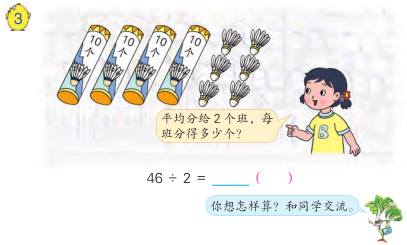 3
10个 10个 10个 10个
平均分给2个班，每
班分得多少个？
B
46 ÷ 2 = ____ (    )
你想怎样算？和同学交流。